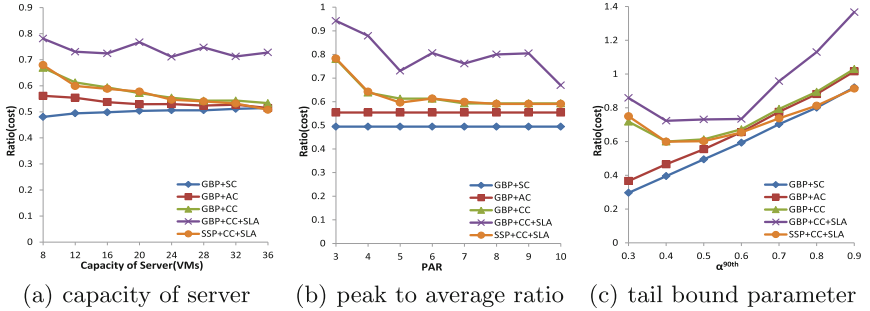 0.9
0.8
0.7
0.6
0.5
0.4
0.3
0.2
0.1
0
Ratio(cost)
GBP+SC
GBP+AC
GBP+CC
GBP+CC+SLA
SSP+CC+SLA
8 12 16 20 24 28 32 36
Capacity of Server(VMs)
(a) capacity of server
1
0.9
0.8
0.7
0.6
0.5
0.4
0.3
0.2
0.1
0
Ratio(cost)
GBP+SC
GBP+AC
GBP+CC
GBP+CC+SLA
SSP+CC+SLA
3 4 5 6 7 8 9 10
PAR
(b) peak to average ratio
1.4
1.2
1
0.8
0.6
0.4
0.2
0
Ratio(cost)
GBP+SC
GBP+AC
GBP+CC
GBP+CC+SLA
SSP+CC+SLA
0.3 0.4 0.5 0.6 0.7 0.8 0.9
α^90th
(c) tail bound parameter